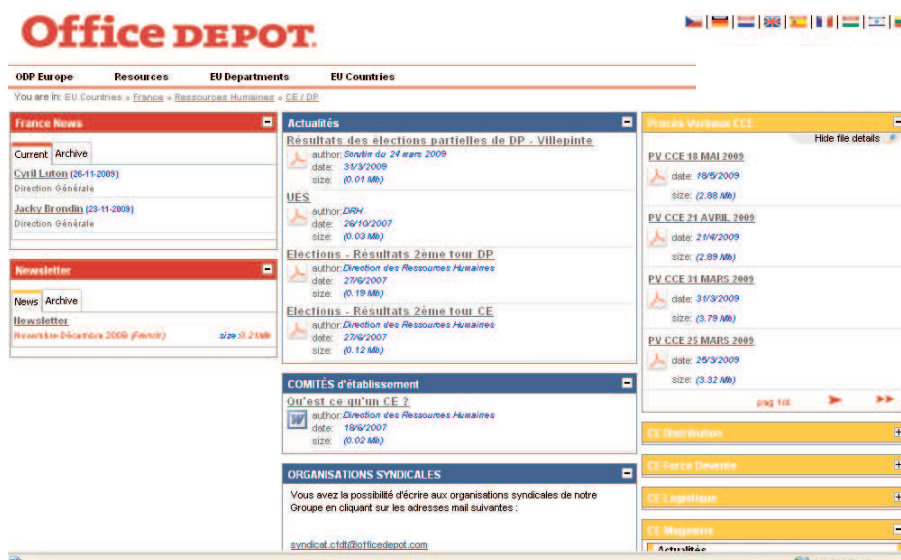 Office DEPOT.
ODP Europe Resources EU Departments EU Countries
You are in: EU Countries » France » Ressources Humaines » CE / DP
France News
Current Archive
Cyril Luton (26-11-2009)
Direction Générale
Jacky Brondin (23-11-2009)
Direction Générale
Newsletter
News Archive
Newsletter
Novembre-Décembre 2009 (French) size: 0.2 Mb
Actualités
Résultats des élections partielles de DP - Villepinte
author: Scrutin du 24 mars 2009
date: 31/3/2009
size: (0.01 Mb)
UES
author: DRH
date: 26/10/2007
size: (0.03 Mb)
Elections - Résultats 2ème tour DP
author: Direction des Ressources Humaines
date: 27/6/2007
size: (0.19 Mb)
Elections - Résultats 2ème tour CE
author: Direction des Ressources Humaines
date: 27/6/2007
size: (0.12 Mb)
COMITÉS d'établissement
Qu'est ce qu'un CE ?
author: Direction des Ressources Humaines
date: 18/6/2007
size: (0.02 Mb)
ORGANISATIONS SYNDICALES
Vous avez la possibilité d'écrire aux organisations syndicales de notre
Groupe en cliquant sur les adresses mail suivantes :
syndicat.cfdt@officedepot.com
Procès Verbaux CCE
Hide file details
PV CCE 18 MAI 2009
date: 18/5/2009
size: (2.88 Mb)
PV CCE 21 AVRIL 2009
date: 21/4/2009
size: (2.89 Mb)
PV CCE 31 MARS 2009
date: 31/3/2009
size: (3.79 Mb)
PV CCE 25 MARS 2009
date: 25/3/2009
size: (3.32 Mb)
CE Distribution
CE Force Devente
CE Logistique
CE Magasins
Actualités